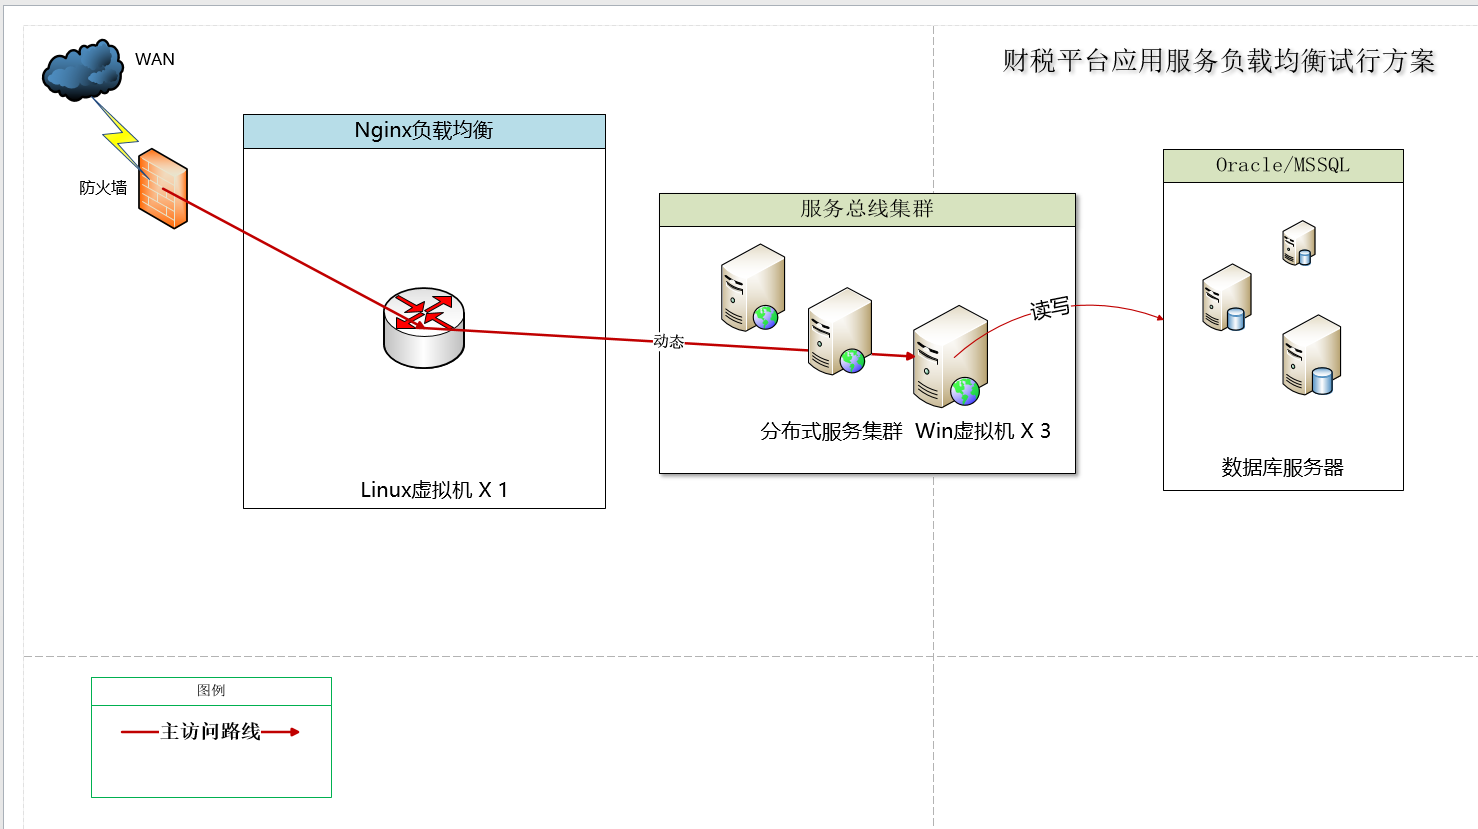 WAN
财税平台应用服务负载均衡试行方案
Nginx负载均衡
Oracle/MSSQL
防火墙
服务总线集群
读写
动态
分布式服务集群 Win虚拟机 X 3
数据库服务器
Linux虚拟机 X 1
图例
主访问路线